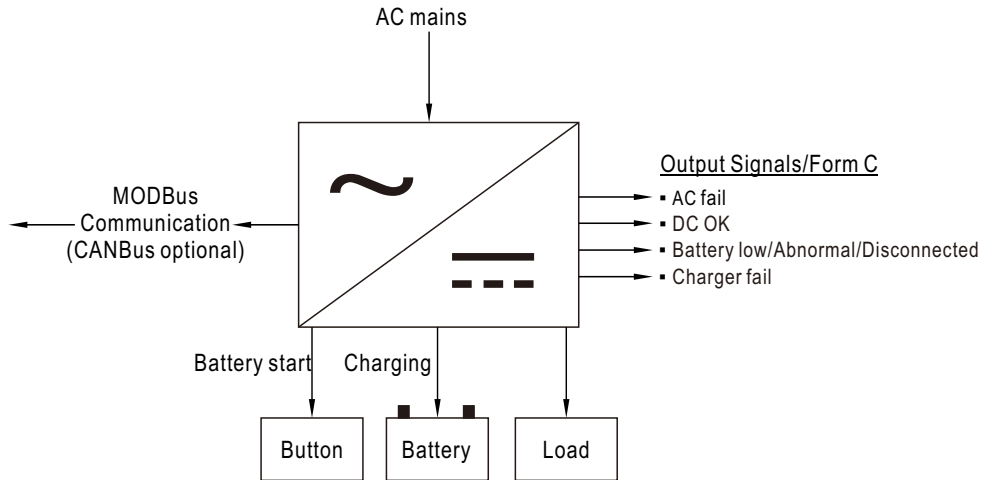 AC mains
MODBus
Communication
(CANBus optional)
Output Signals/Form C
▪ AC fail
▪ DC OK
▪ Battery low/Abnormal/Disconnected
▪ Charger fail
Battery start
Charging
Button
Battery
Load